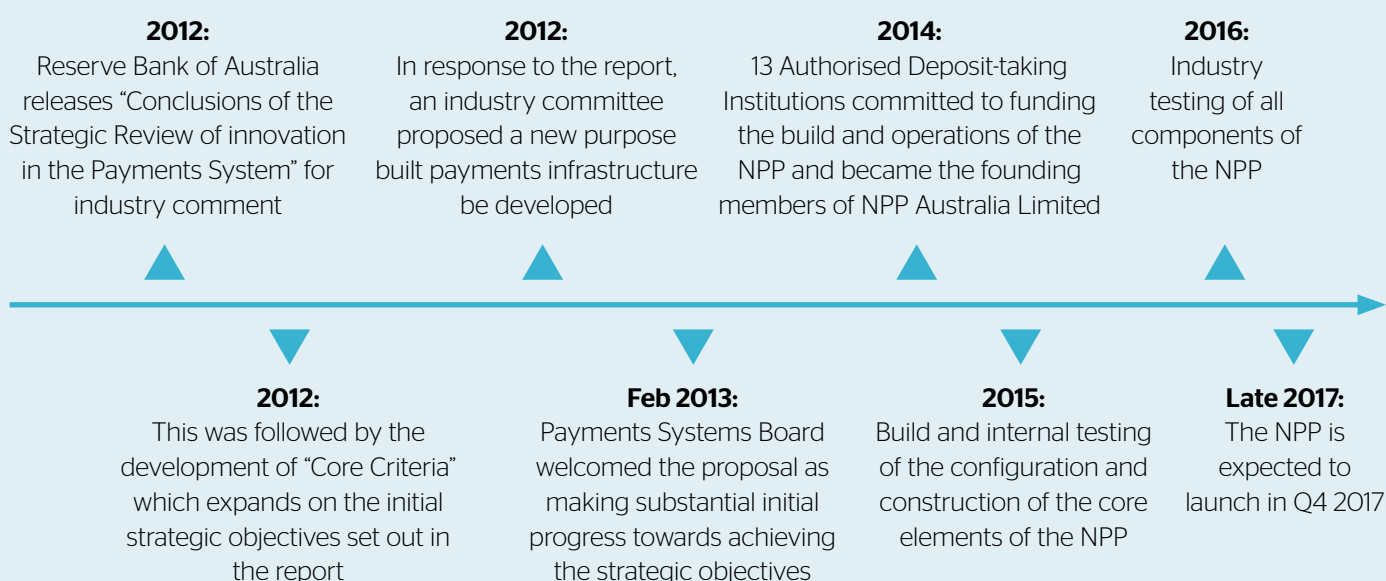 2012:
Reserve Bank of Australia
releases “Conclusions of the
Strategic Review of innovation
in the Payments System” for
industry comment
2012:
In response to the report,
an industry committee
proposed a new purpose
built payments infrastructure
be developed
2014:
13 Authorised Deposit-taking
Institutions committed to funding
the build and operations of the
NPP and became the founding
members of NPP Australia Limited
2016:
Industry
testing of all
components of
the NPP
2012:
This was followed by the
development of “Core Criteria”
which expands on the initial
strategic objectives set out in
the report
Feb 2013:
Payments Systems Board
welcomed the proposal as
making substantial initial
progress towards achieving
the strategic objectives
2015:
Build and internal testing
of the configuration and
construction of the core
elements of the NPP
Late 2017:
The NPP is
expected to
launch in Q4 2017